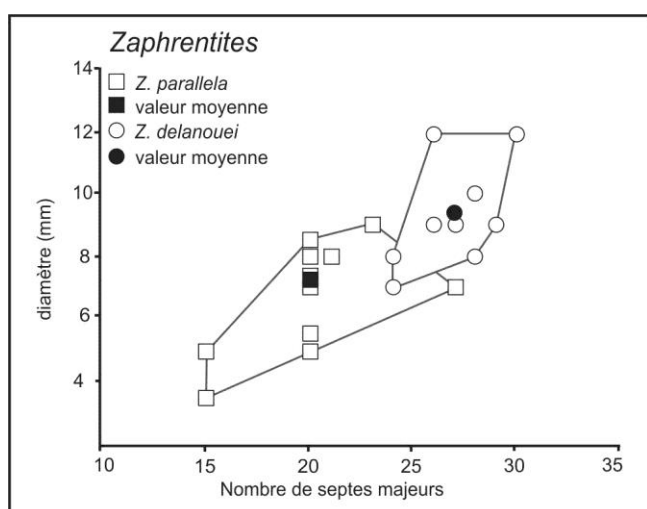 Zaphrentites
Z. parallela
valeur moyenne
Z. delanouei
valeur moyenne
14
12
10
8
6
4
diamètre (mm)
10 15 20 25 30 35
Nombre de septes majeurs